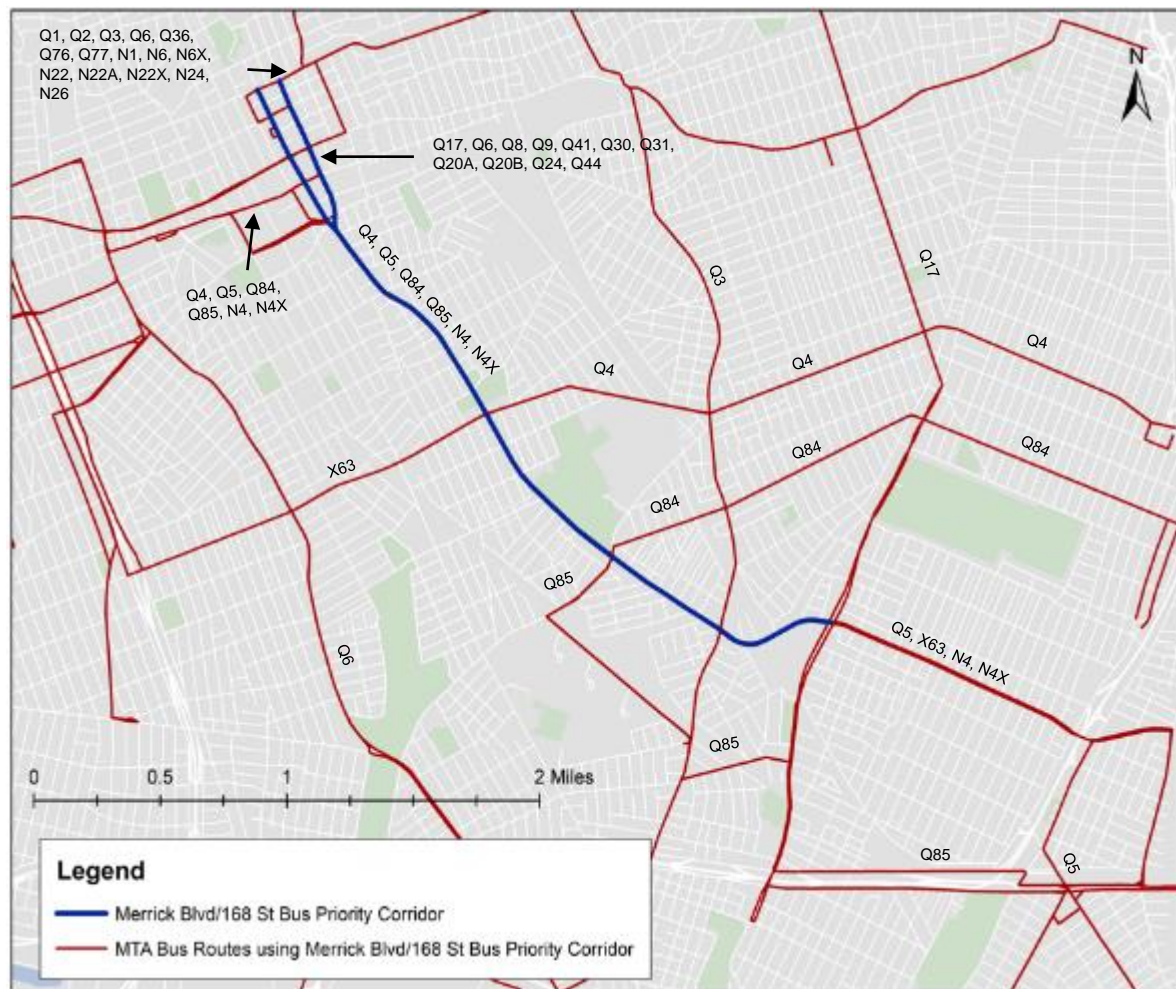 Q1, Q2, Q3, Q6, Q36,
Q76, Q77, N1, N6, N6X,
N22, N22A, N22X, N24,
N26
N
Q17, Q6, Q8, Q9, Q41, Q30, Q31,
Q20A, Q20B, Q24, Q44
Q4, Q5, Q84, Q85, N4, N4X
Q3
Q17
Q4, Q5, Q84,
Q85, N4, N4X
Q4
Q4
Q4
X63
Q84
Q84
Q84
Q85
Q5, X63, N4, N4X
Q6
Q85
0 0.5 1 2 Miles
Q85
Q5
Legend
Merrick Blvd/168 St Bus Priority Corridor
MTA Bus Routes using Merrick Blvd/168 St Bus Priority Corridor